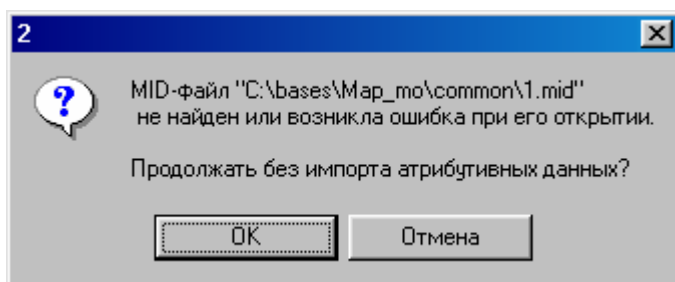 2
MID-файл "C:\bases\Map_mo\common\1.mid"
не найден или возникла ошибка при его открытии.
Продолжать без импорта атрибутивных данных?
OK
Отмена